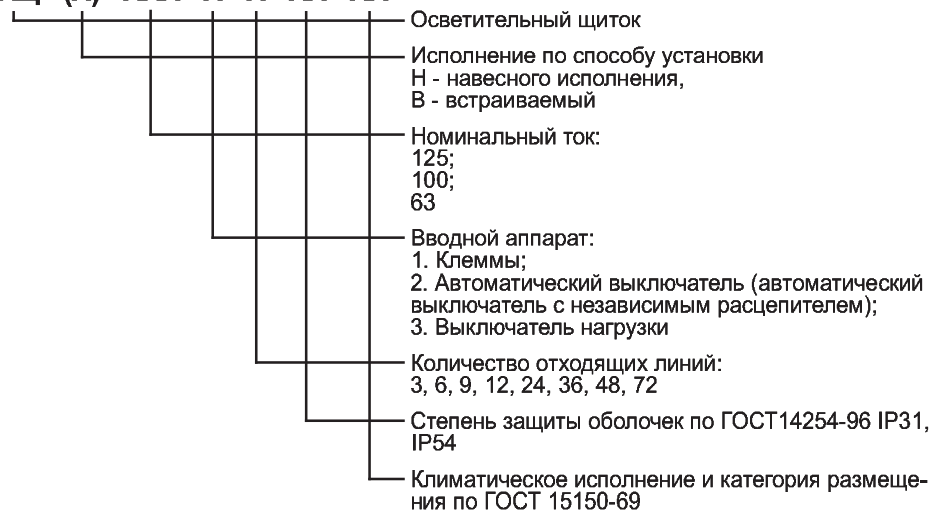 Осветительный щиток
Исполнение по способу установки
Н - навесного исполнения,
В - встраиваемый
Номинальный ток:
125;
100;
63
Вводной аппарат:
1. Клеммы;
2. Автоматический выключатель (автоматический
выключатель с независимым расцепителем);
3. Выключатель нагрузки
Количество отходящих линий:
3, 6, 9, 12, 24, 36, 48, 72
Степень защиты оболочек по ГОСТ14254-96 IP31,
IP54
Климатическое исполнение и категория размеще-
ния по ГОСТ 15150-69